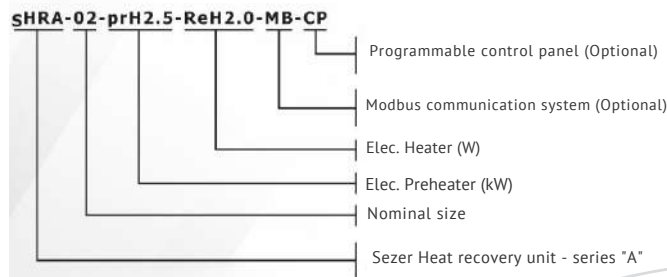 sHRA-02-prH2.5-ReH2.0-MB-CP
Programmable control panel (Optional)
Modbus communication system (Optional)
Elec. Heater (W)
Elec. Preheater (kW)
Nominal size
Sezer Heat recovery unit - series "A"